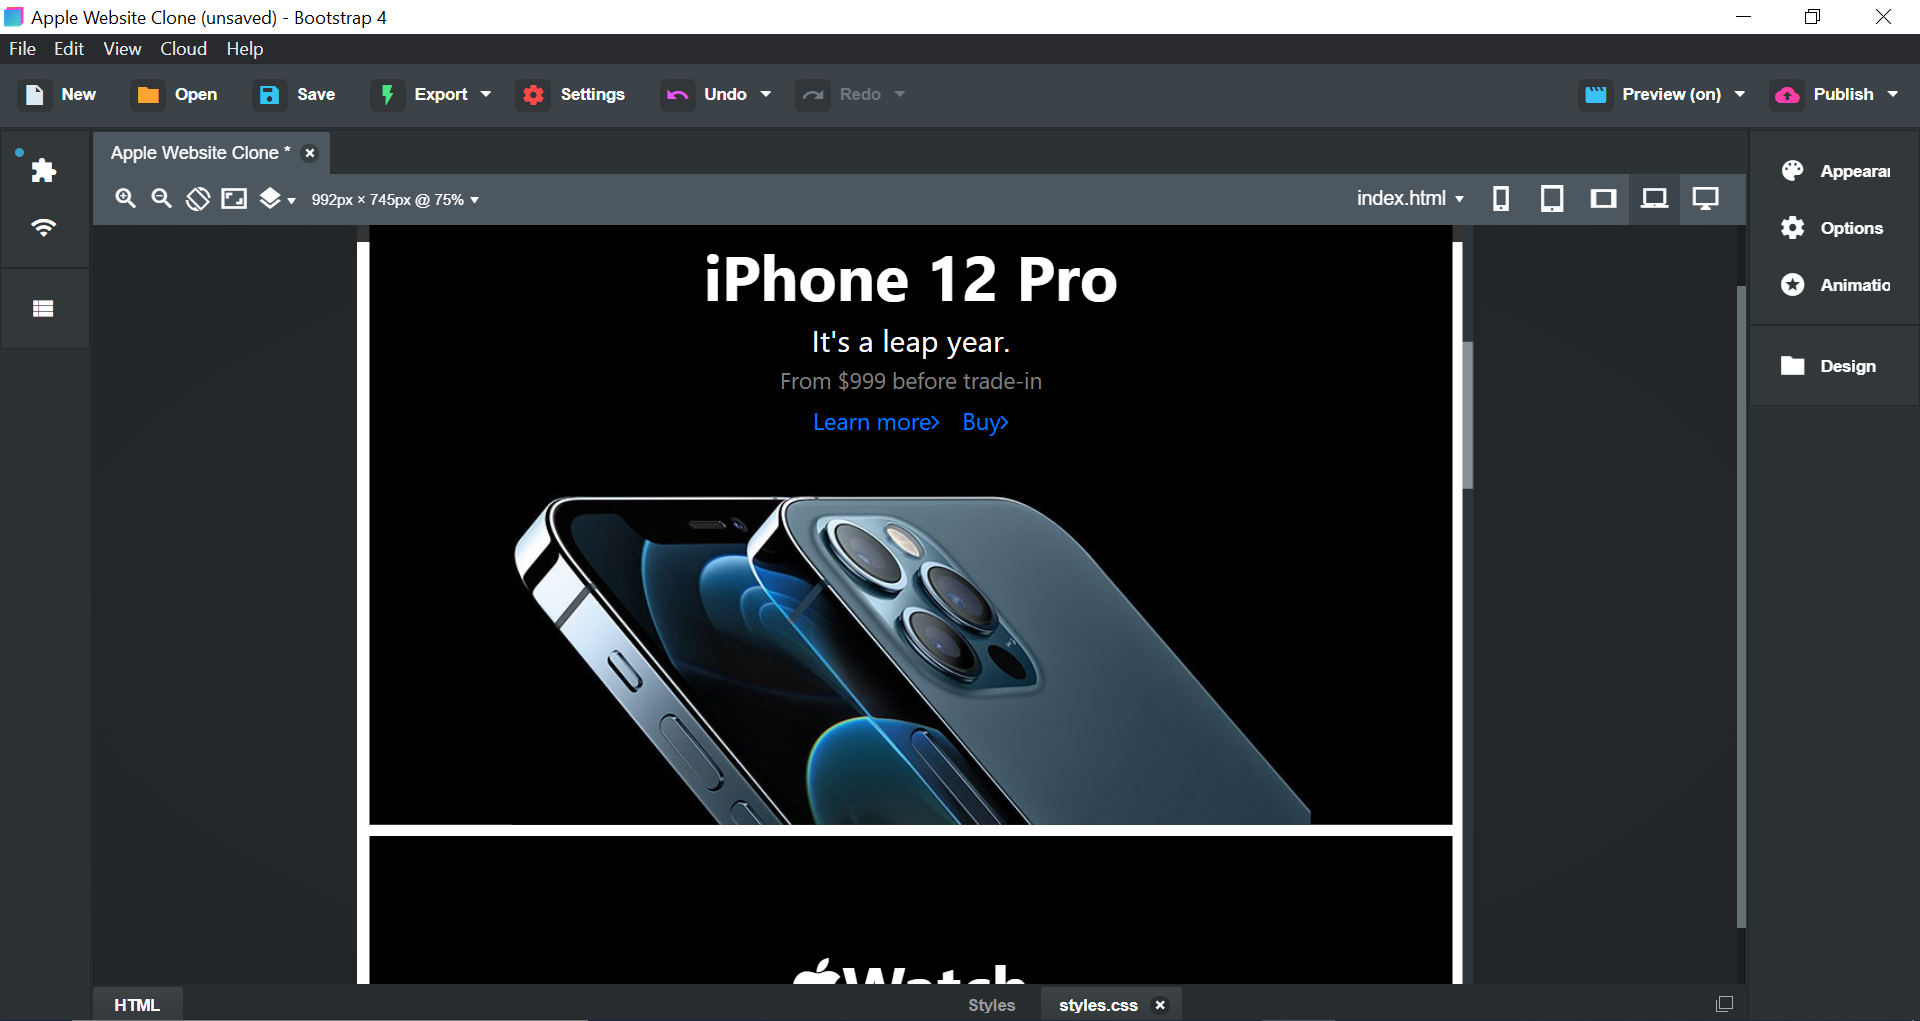 Apple Website Clone (unsaved) - Bootstrap 4
File Edit View Cloud Help
New Open Save Export Settings Undo Redo Preview (on) Publish
Apple Website Clone *
992px × 745px @ 75% index.html
Appearar
Options
Animatio
Design
iPhone 12 Pro
It's a leap year.
From $999 before trade-in
Learn more> Buy>
Watch
HTML Styles styles.css